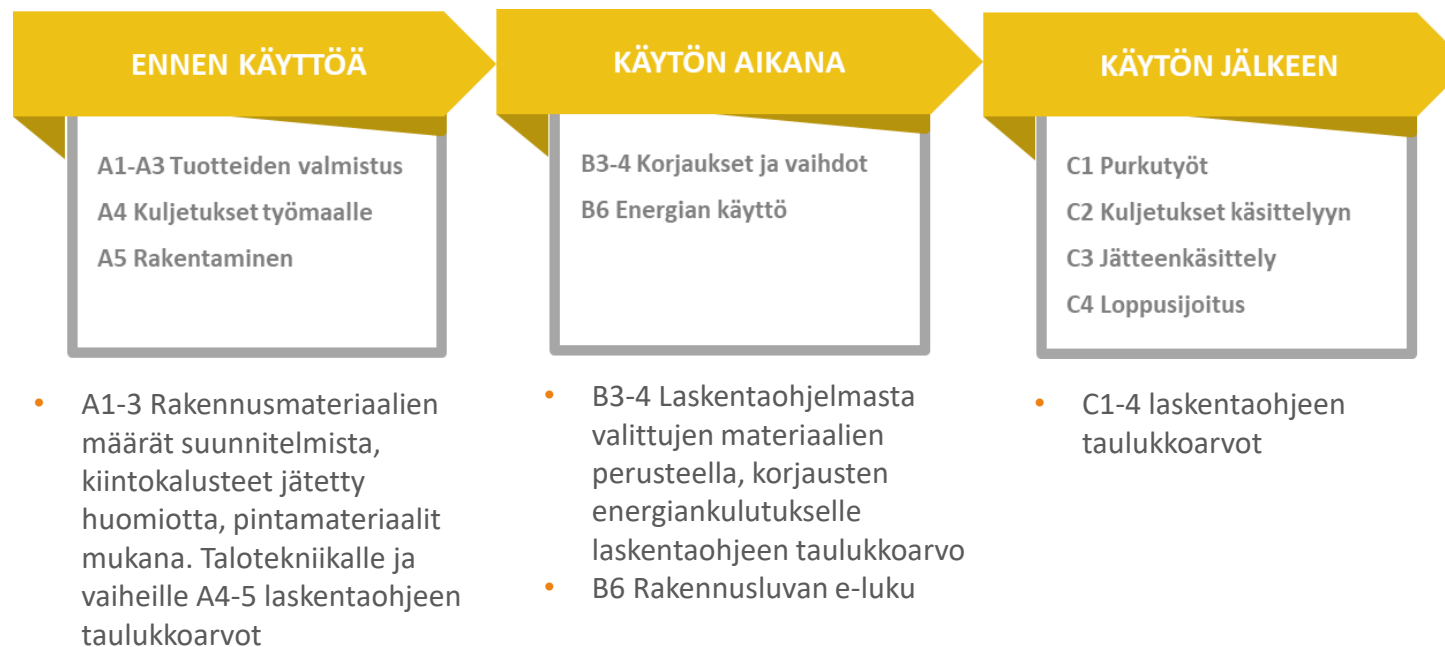 ENNEN KÄYTTÖÄ
A1-A3 Tuotteiden valmistus
A4 Kuljetukset työmaalle
A5 Rakentaminen
• A1-3 Rakennusmateriaalien
määrät suunnitelmista,
kiintokalusteet jätetty
huomiotta, pintamateriaalit
mukana. Talotekniikalle ja
vaiheille A4-5 laskentaohjeen
taulukkoarvot
KÄYTÖN AIKANA
B3-4 Korjaukset ja vaihdot
B6 Energian käyttö
• B3-4 Laskentaohjelmasta
valittujen materiaalien
perusteella, korjausten
energiankulutukselle
laskentaohjeen taulukkoarvo
• B6 Rakennusluvan e-luku
KÄYTÖN JÄLKEEN
C1 Purkutyöt
C2 Kuljetukset käsittelyyn
C3 Jätteenkäsittely
C4 Loppusijoitus
• C1-4 laskentaohjeen
taulukkoarvot